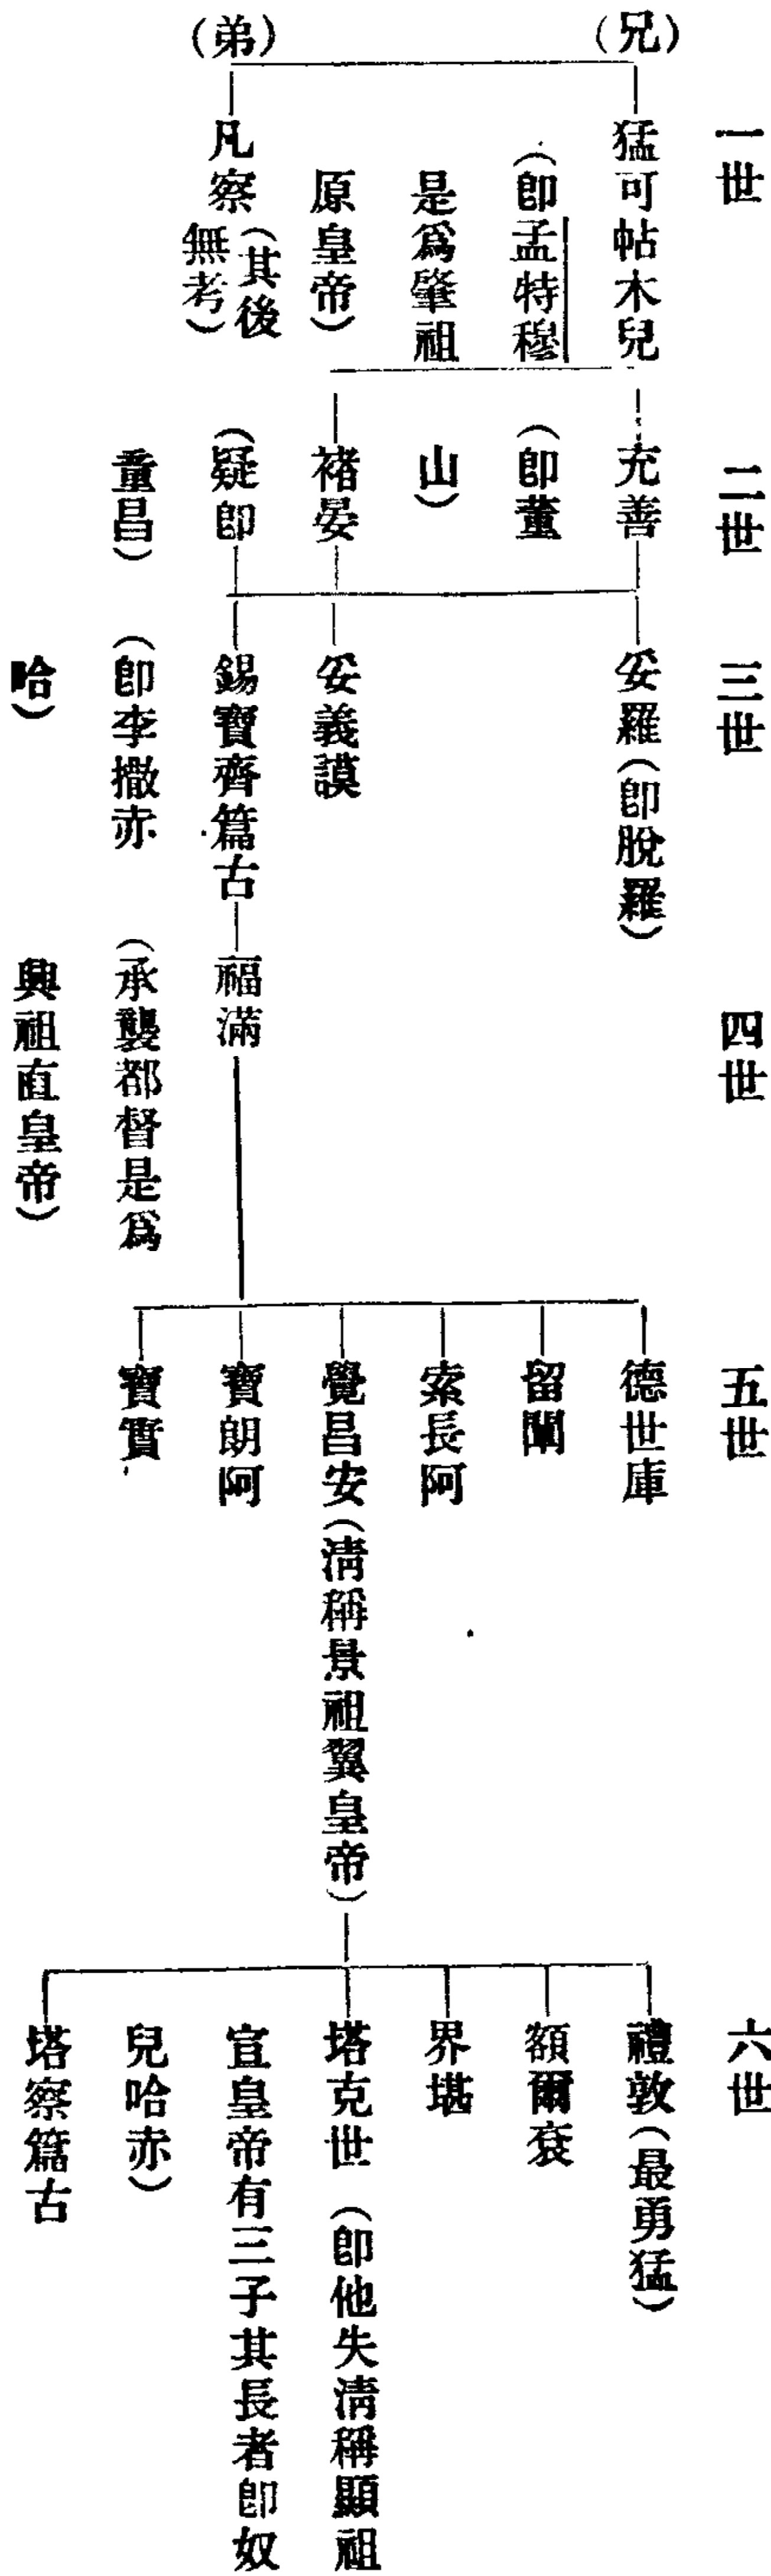 一世
(兄)
猛可帖木兒
(卽孟特穆
是爲肇祖
原皇帝)
(弟)
凡察(其後
無考)
二世
充善
(卽董
山)
褚宴
(疑卽
童昌)
三世
妥羅(卽脫羅)
妥義謨
錫寶齊篇古
(卽李撒赤
哈)
四世
福滿
(承襲都督是爲
興祖直皇帝)
五世
德世庫
留闡
索長阿
覺昌安(淸稱景祖翼皇帝)
寶朗阿
寶實
六世
禮敦(最勇猛)
額爾袞
界堪
塔克世(卽他失淸稱顯祖
宣皇帝有三子其長者卽奴
兒哈赤)
塔察篇古